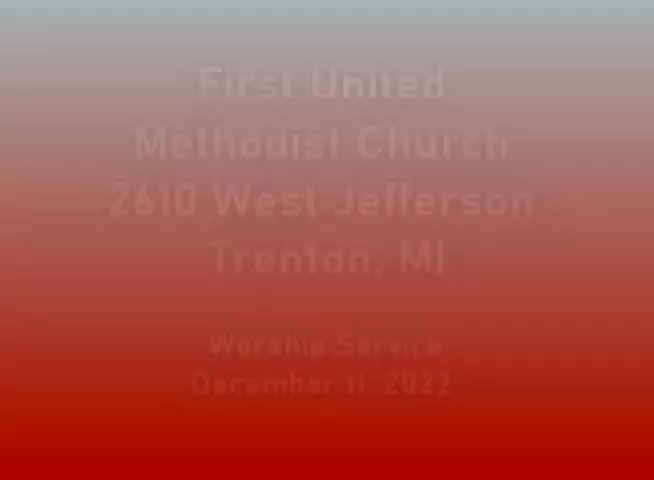 First United
Methodist Church
2610 West Jefferson
Trenton, MI
Worship Service
December 11, 2022